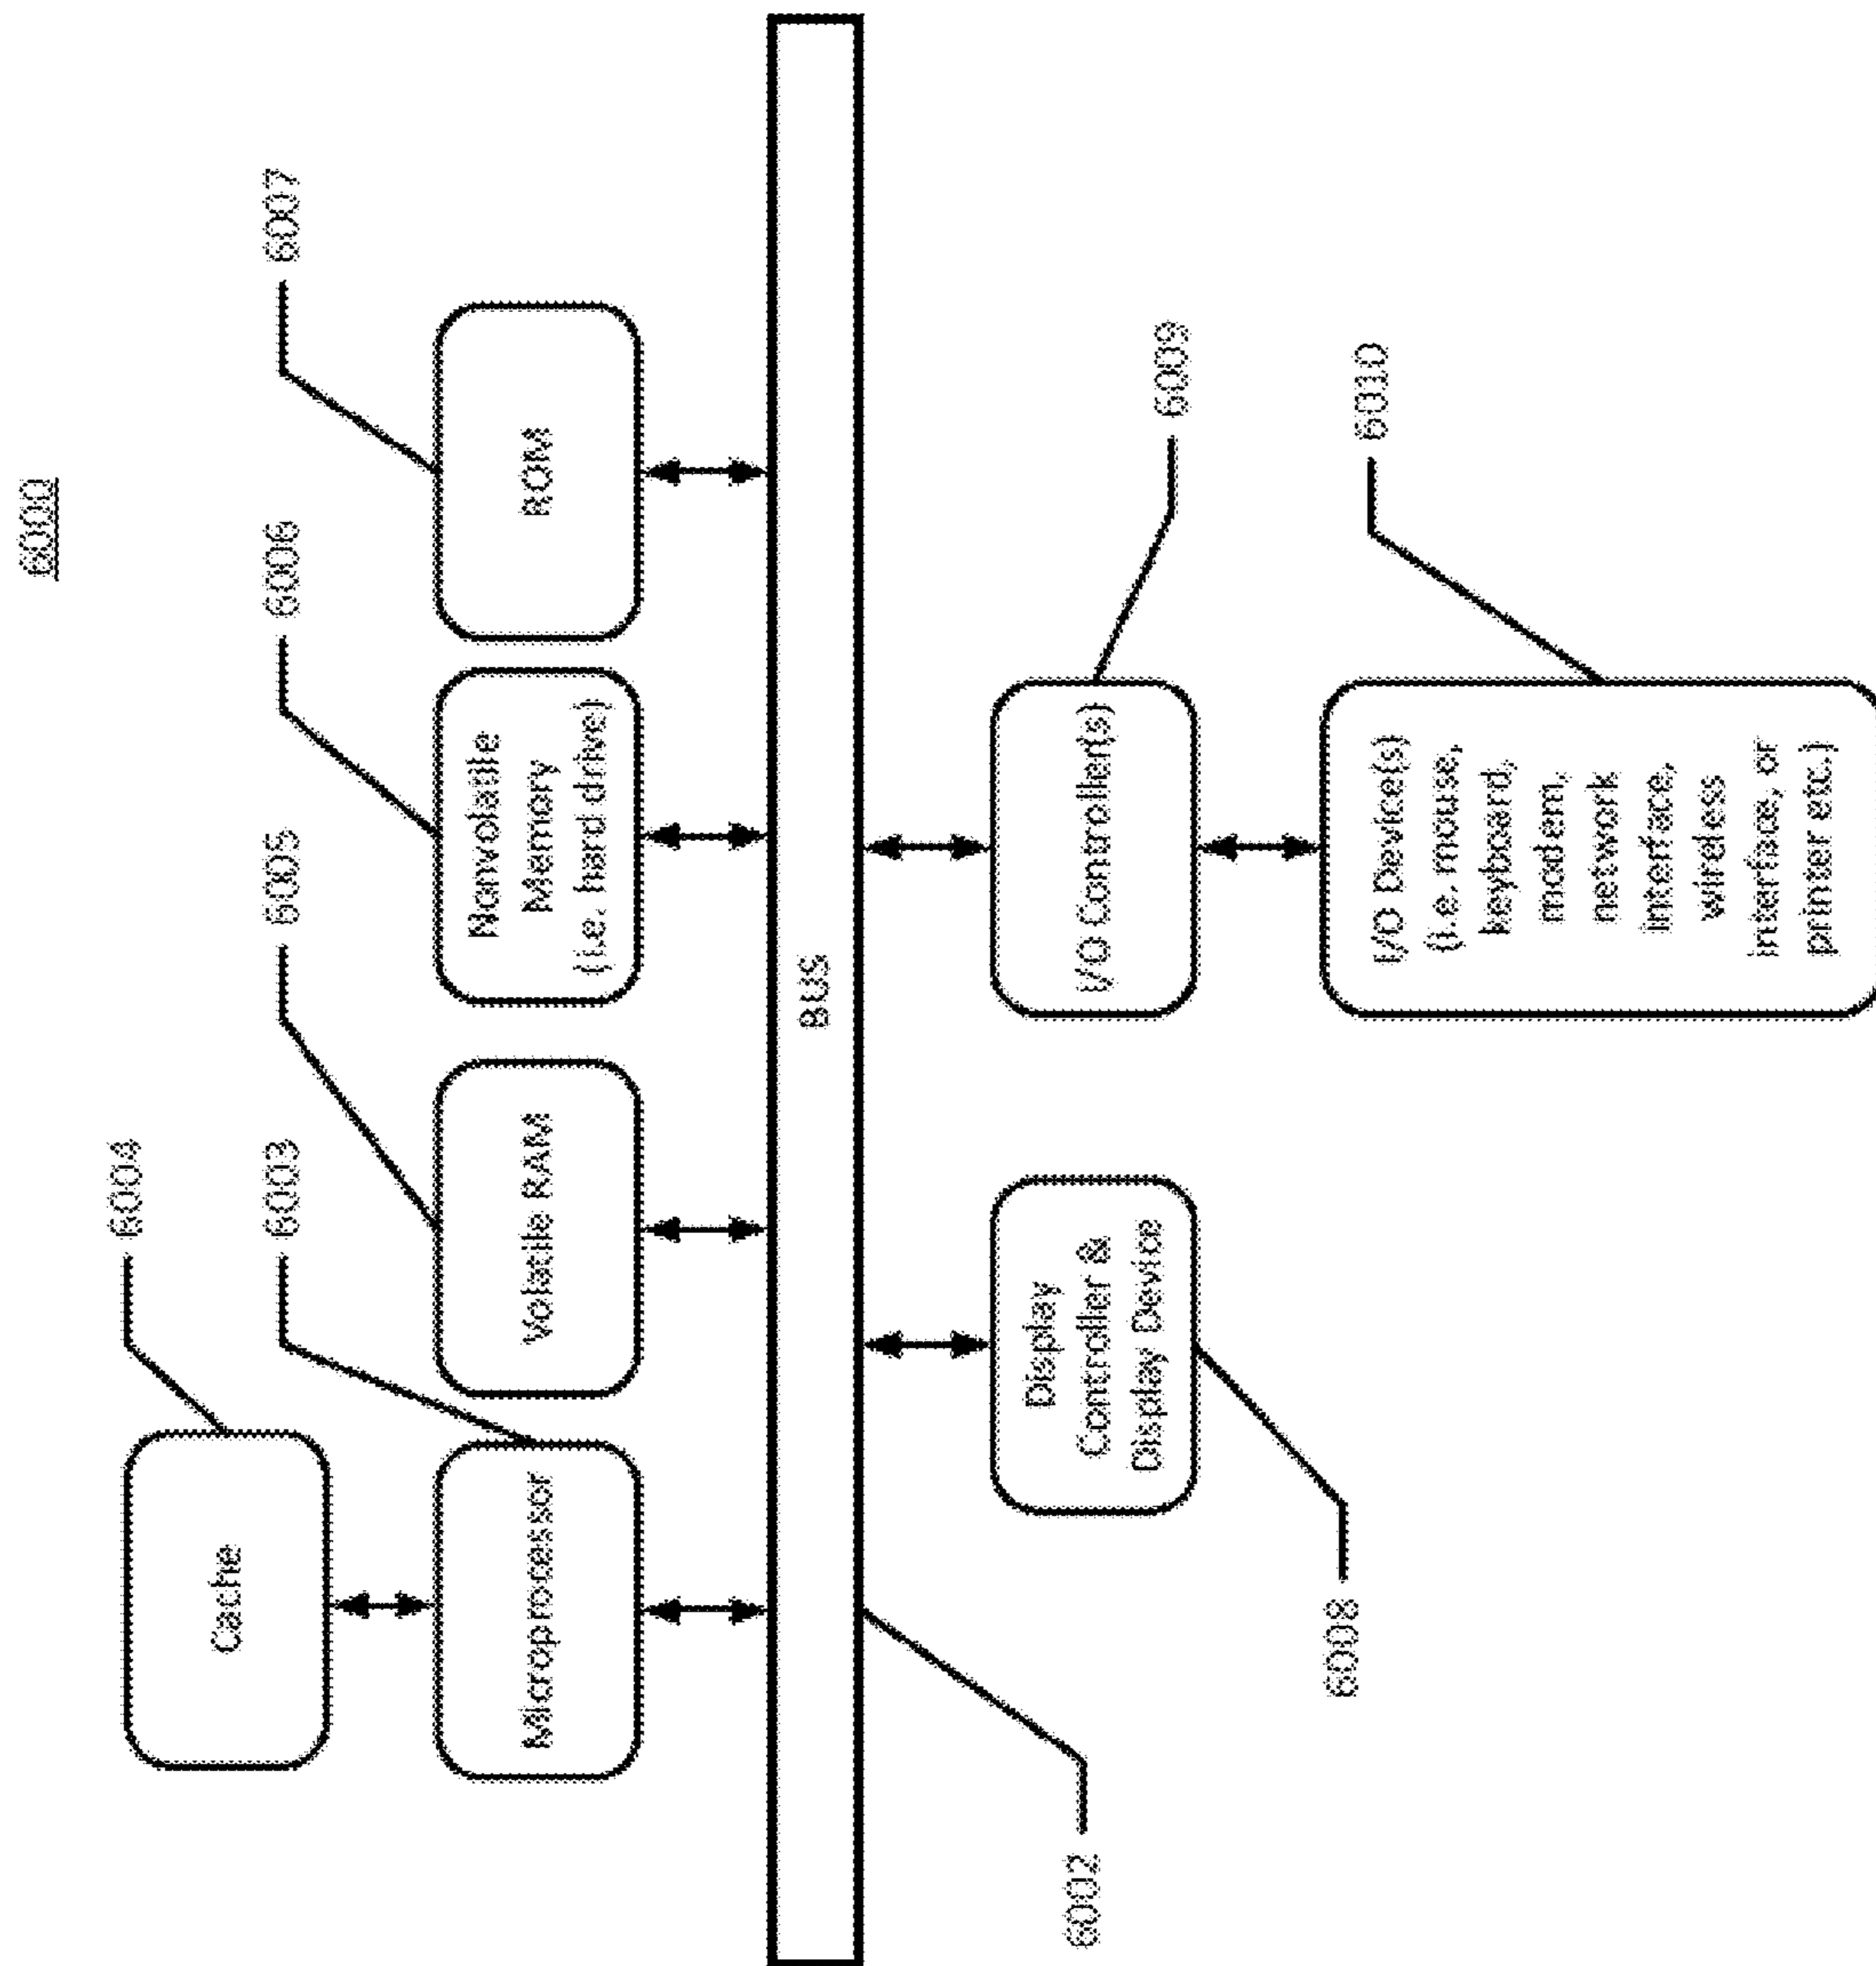 6000
6004
6003
6005
6006
6007
Cache
Microprocessor
Volatile RAM
Nonvolatile
Memory
(i.e. hard drive)
ROM
BUS
6002
Display
Controller &
Display Device
6008
I/O Controller(s)
6009
I/O Device(s)
(i.e. mouse,
keyboard,
modem,
network
interface,
wireless
interface, or
printer etc.)
6010